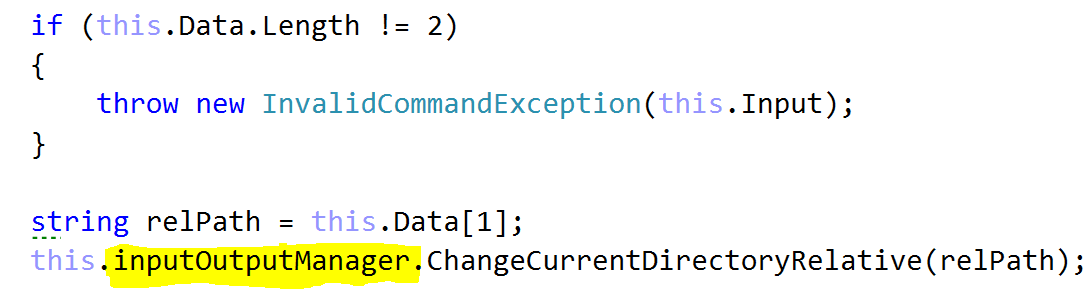 if (this.Data.Length != 2)
{
    throw new InvalidCommandException(this.Input);
}
string relPath = this.Data[1];
this.inputOutputManager.ChangeCurrentDirectoryRelative(relPath);